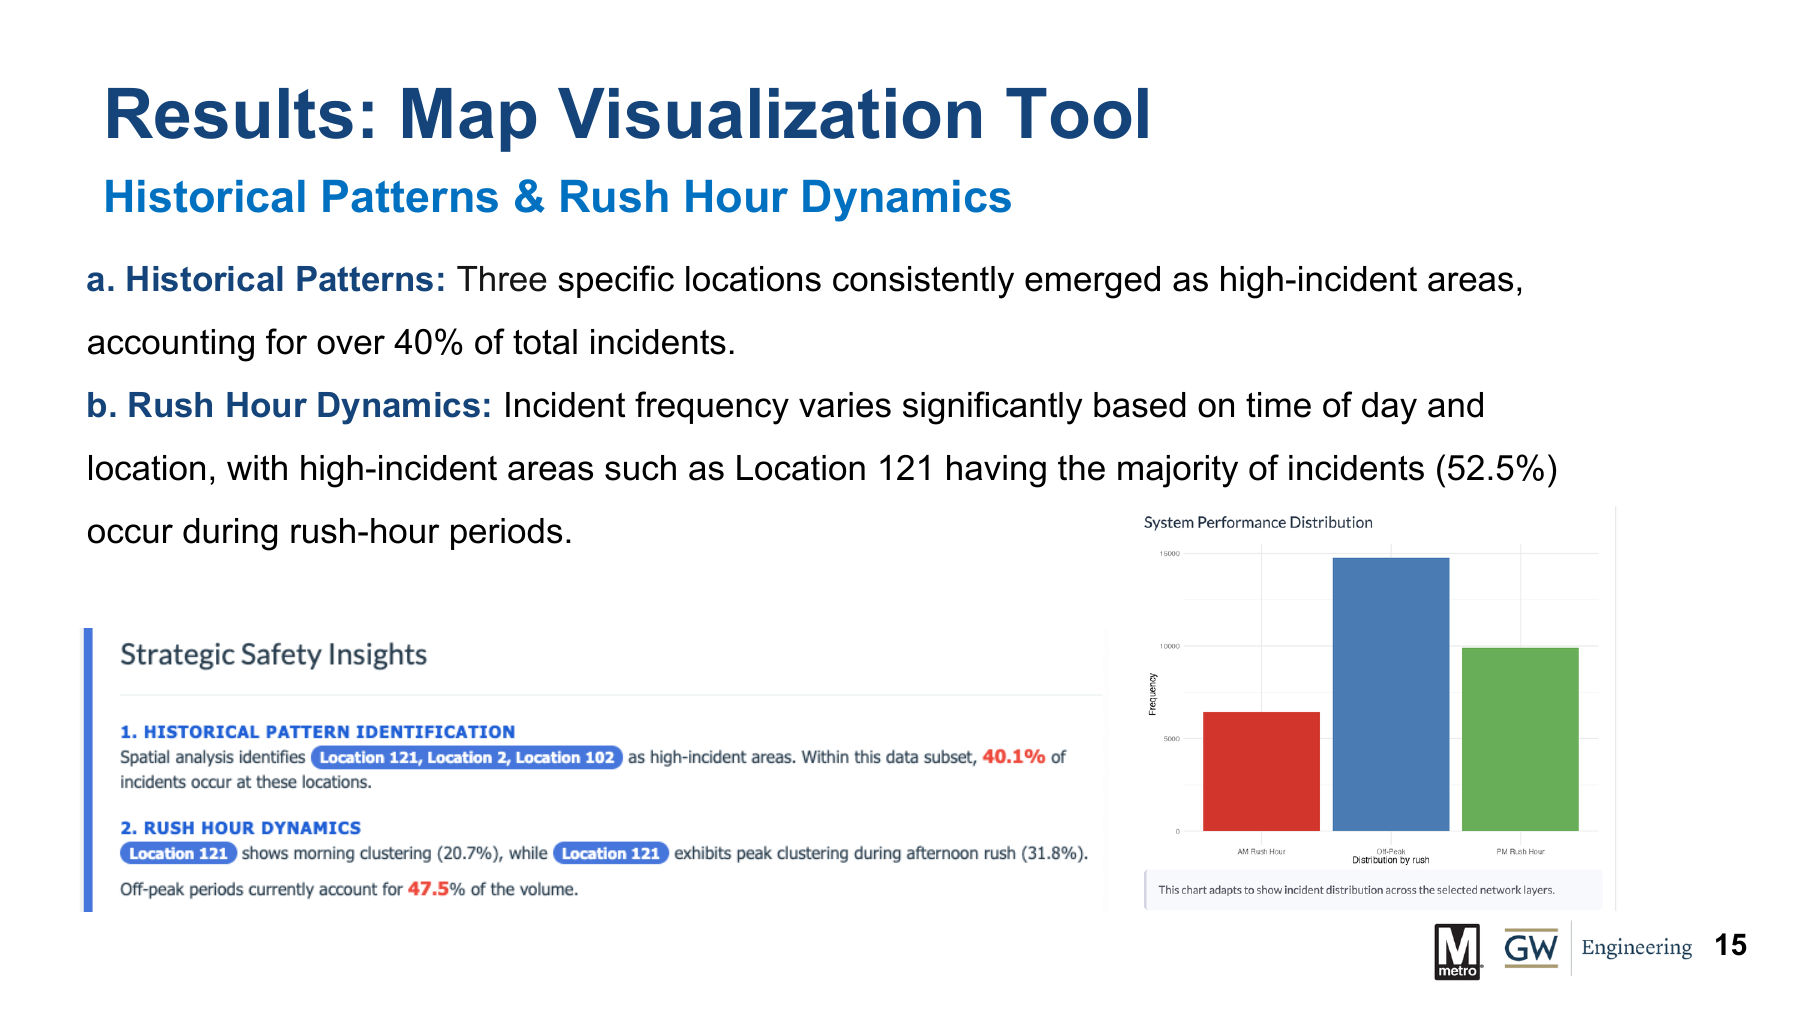 Results: Map Visualization Tool
Historical Patterns & Rush Hour Dynamics
a. Historical Patterns: Three specific locations consistently emerged as high-incident areas,
accounting for over 40% of total incidents.
b. Rush Hour Dynamics: Incident frequency varies significantly based on time of day and
location, with high-incident areas such as Location 121 having the majority of incidents (52.5%)
occur during rush-hour periods.
Strategic Safety Insights
1. HISTORICAL PATTERN IDENTIFICATION
Spatial analysis identifies Location 121, Location 2, Location 102 as high-incident areas. Within this data subset, 40.1% of
incidents occur at these locations.
2. RUSH HOUR DYNAMICS
Location 121 shows morning clustering (20.7%), while Location 121 exhibits peak clustering during afternoon rush (31.8%).
Off-peak periods currently account for 47.5% of the volume.
System Performance Distribution
15000
10000
5000
0
Frequency
AM Rush Hour
Off-Peak
PM Rush Hour
Distribution by rush
This chart adapts to show incident distribution across the selected network layers.
M
metro
GW
Engineering
15